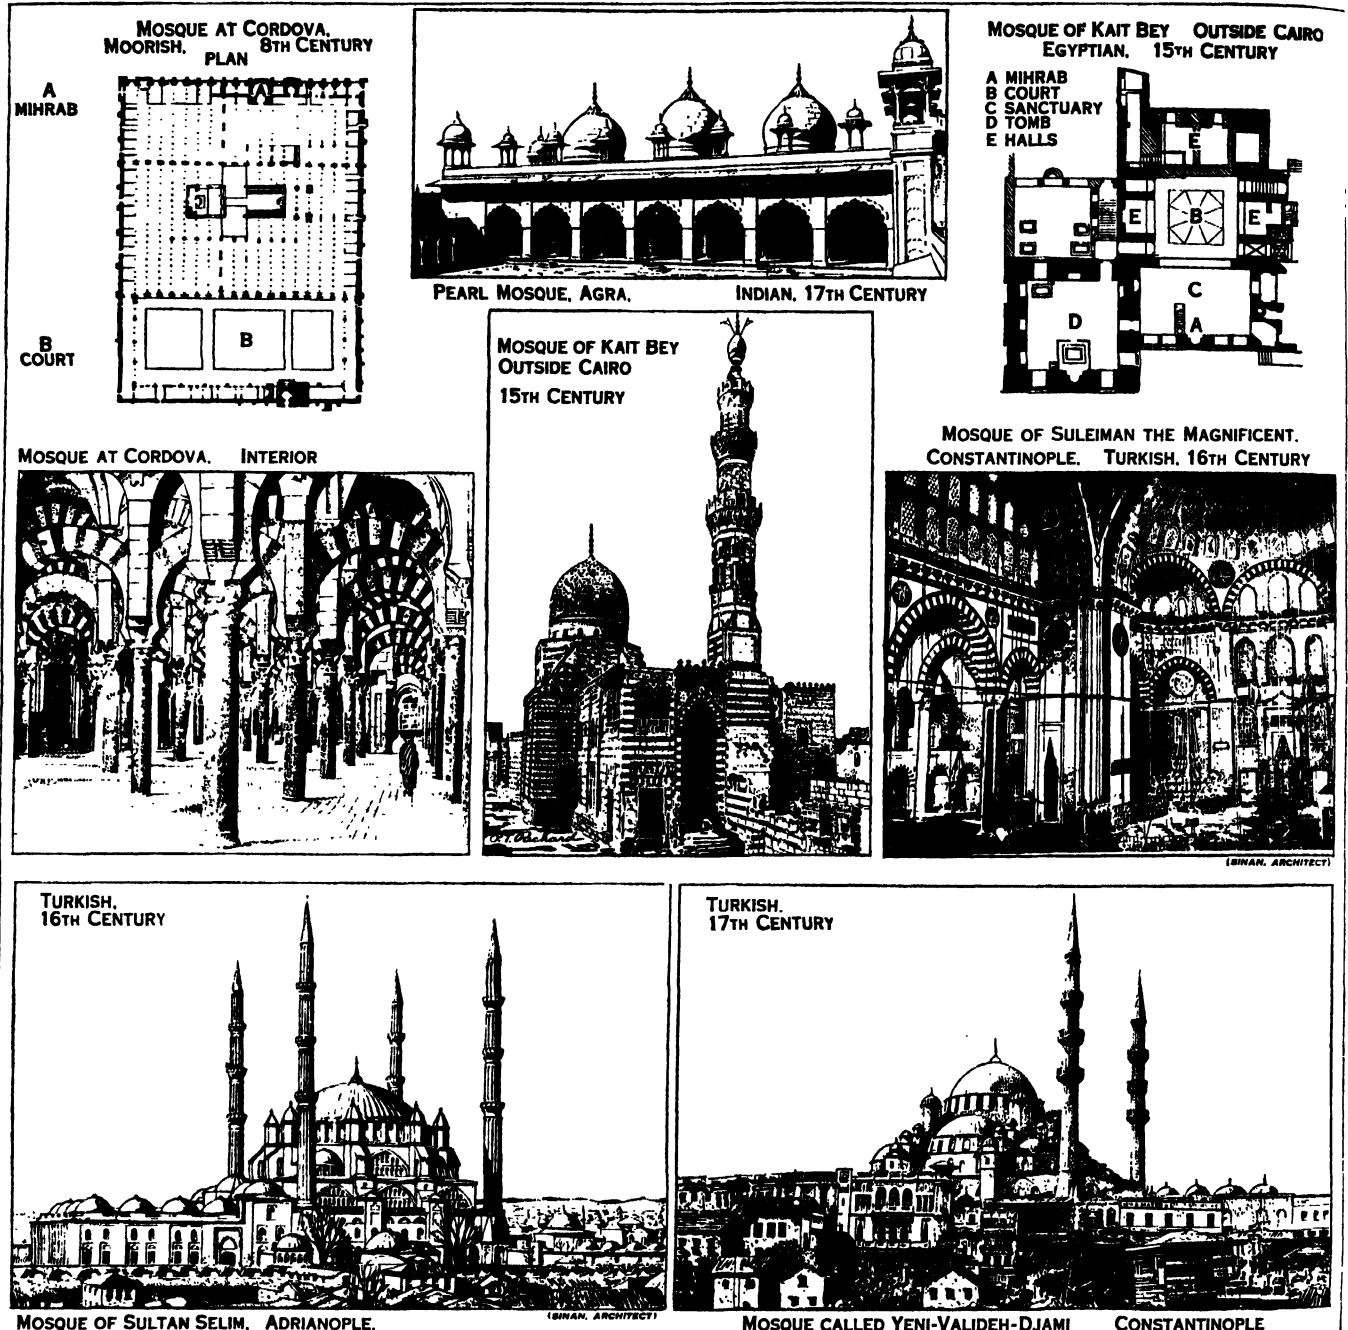 MOSQUE AT CORDOVA.
MOORISH. 8TH CENTURY
PLAN
A
MIHRAB
A
B
B
COURT
PEARL MOSQUE, AGRA. INDIAN. 17TH CENTURY
MOSQUE OF KAIT BEY OUTSIDE CAIRO
EGYPTIAN. 15TH CENTURY
A MIHRAB
B COURT
C SANCTUARY
D TOMB
E HALLS
E
E B E
C
D A
MOSQUE AT CORDOVA. INTERIOR
MOSQUE OF KAIT BEY
OUTSIDE CAIRO
15TH CENTURY
MOSQUE OF SULEIMAN THE MAGNIFICENT.
CONSTANTINOPLE. TURKISH. 16TH CENTURY
(SINAN. ARCHITECT)
TURKISH.
16TH CENTURY
(SINAN. ARCHITECT)
MOSQUE OF SULTAN SELIM. ADRIANOPLE.
TURKISH.
17TH CENTURY
MOSQUE CALLED YENI-VALIDEH-DJAMI CONSTANTINOPLE